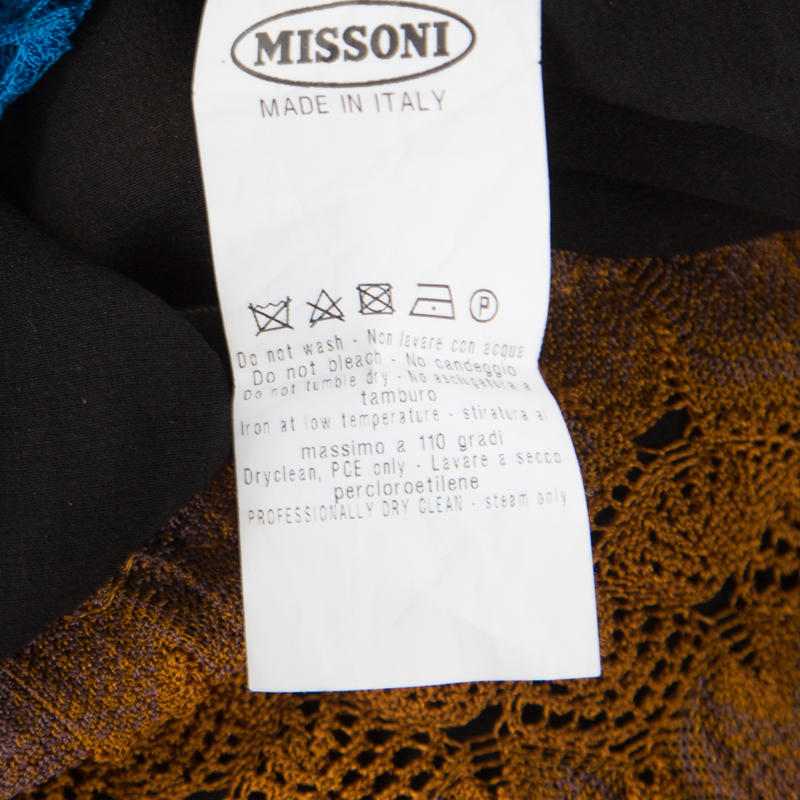 MISSONI
MADE IN ITALY
P
Do not wash - Non lavare con acqua
Do not bleach - No candeggio
Do not tumble dry - No asciugatura a
tamburo
Iron at low temperature - stiratura al
massimo a 110 gradi
Dryclean, PCE only - Lavare a secco
percloroetilene
PROFESSIONALLY DRY CLEAN - steam only